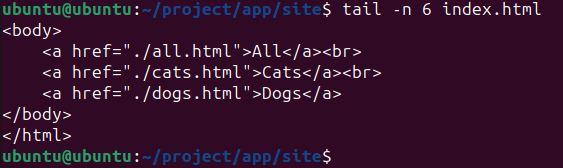 ubuntu@ubuntu:~/project/app/site$ tail -n 6 index.html
<body>
    <a href="./all.html">All</a><br>
    <a href="./cats.html">Cats</a><br>
    <a href="./dogs.html">Dogs</a>
</body>
</html>
ubuntu@ubuntu:~/project/app/site$